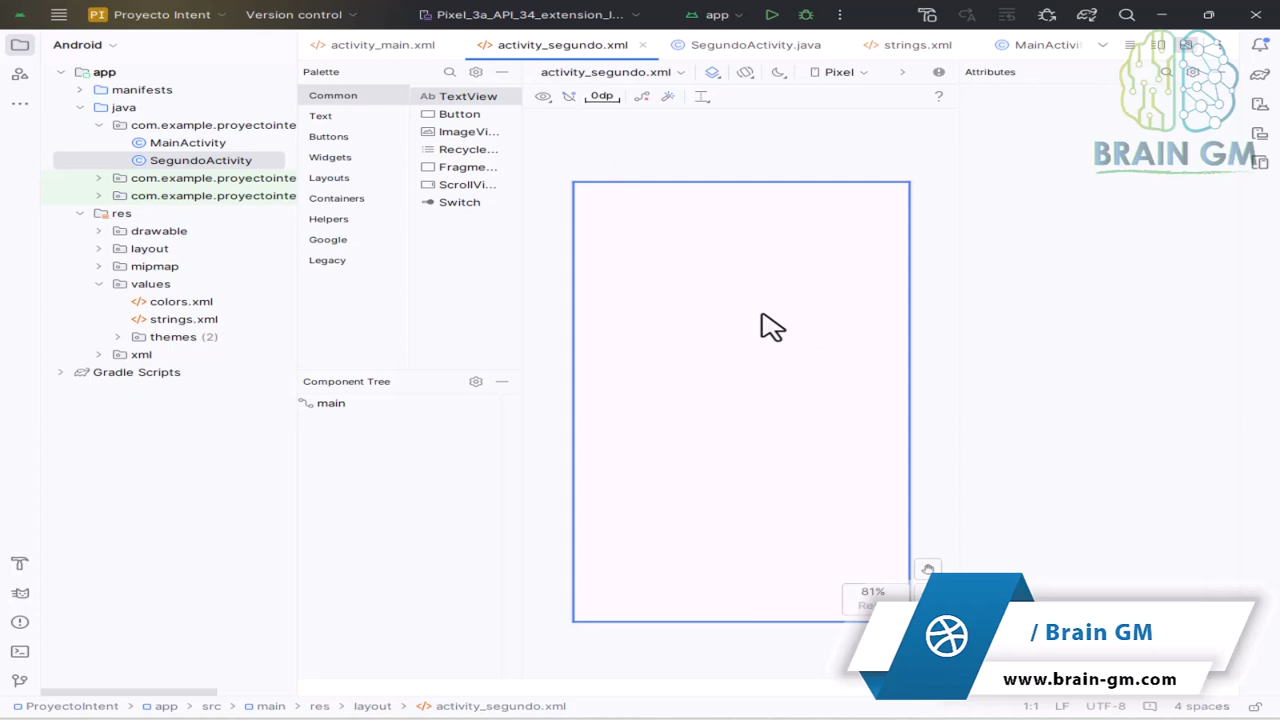 PI Proyecto Intent Version control Pixel_3a_API_34_extension_l... app
Android
activity_main.xml activity_segundo.xml SegundoActivity.java strings.xml MainActivi
app
manifests
java
com.example.proyectointe
MainActivity
SegundoActivity
com.example.proyectointe
com.example.proyectointe
res
drawable
layout
mipmap
values
colors.xml
strings.xml
themes (2)
xml
Gradle Scripts
Palette
Common
Text
Buttons
Widgets
Layouts
Containers
Helpers
Google
Legacy
Ab TextView
Button
ImageVi...
Recycle...
Fragme...
ScrollVi...
Switch
Component Tree
main
activity_segundo.xml Pixel
0dp ?
Attributes
BRAIN GM
81%
/ Brain GM
www.brain-gm.com
ProyectoIntent > app > src > main > res > layout > activity_segundo.xml 1:1 LF UTF-8 4 spaces